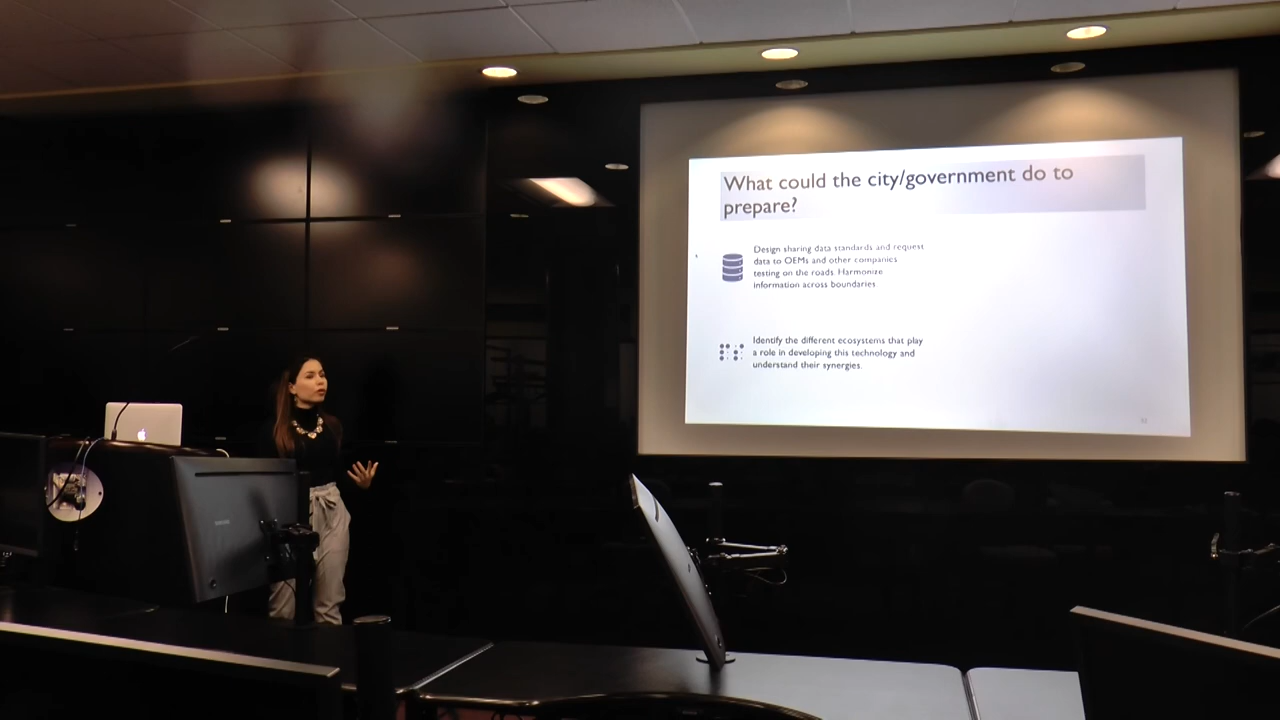 What could the city/government do to
prepare?
Design sharing data standards and request
data to OEMs and other companies
testing on the roads. Harmonize
information across boundaries.
Identify the different ecosystems that play
a role in developing this technology and
understand their synergies.
SAMSUNG